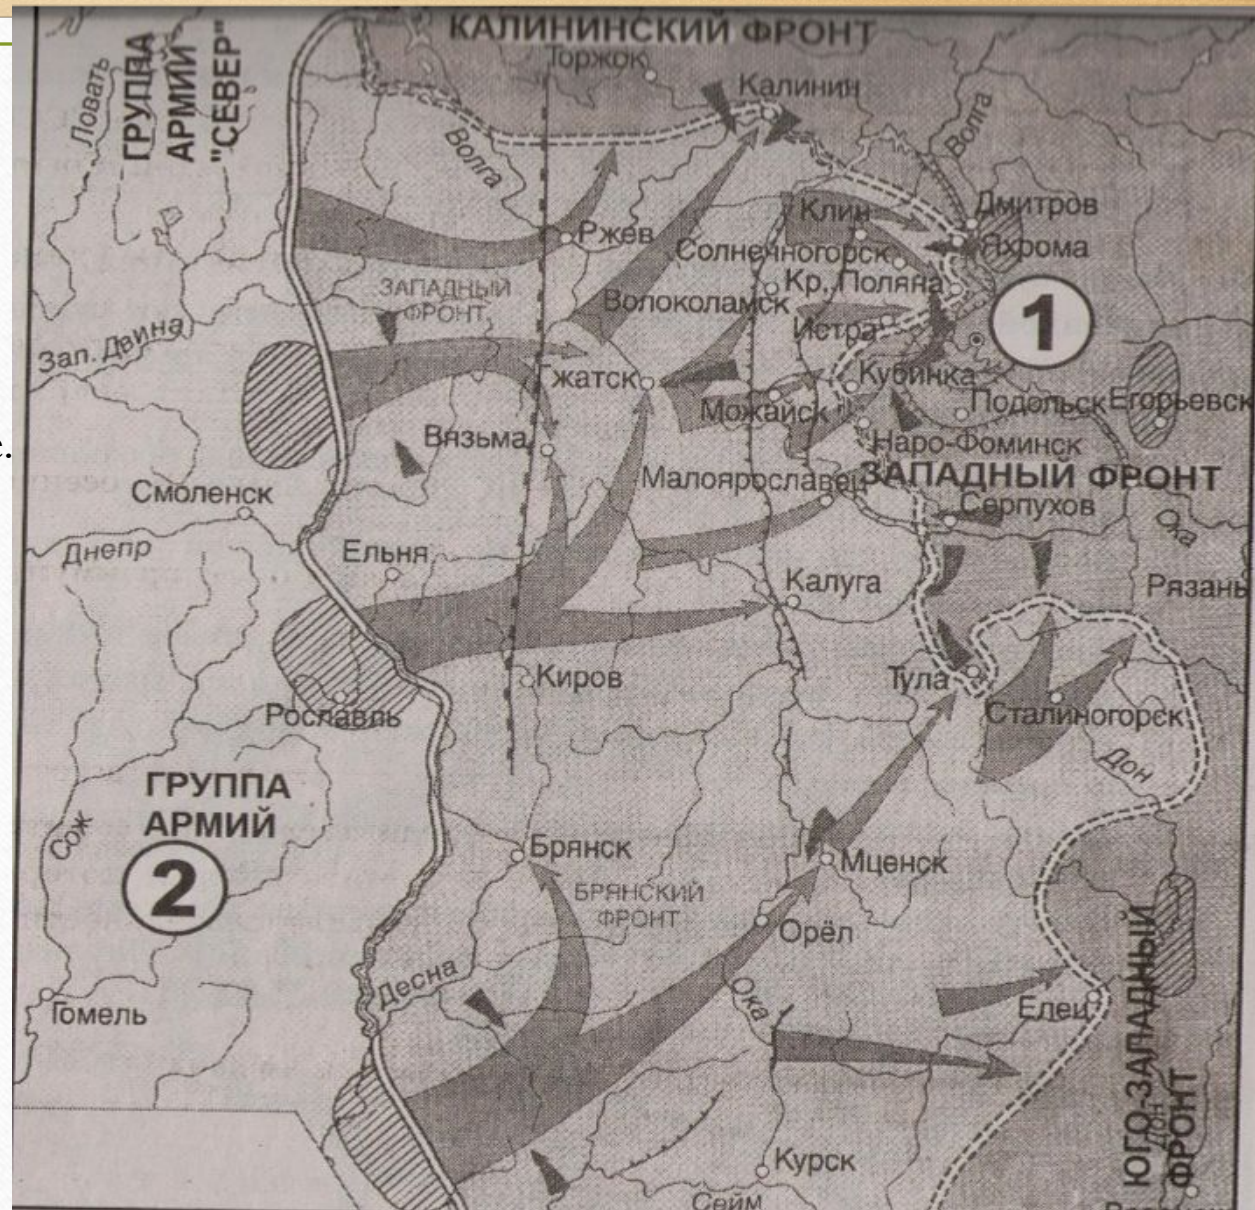 КАЛИНИНСКИЙ ФРОНТ
Торжок
Калинин
ГРУППА
АРМИЙ
"СЕВЕР"
Ловать
Волга
Волга
Дмитров
Клин
Ржев
Яхрома
Солнечногорск
Кр. Поляна
ЗАПАДНЫЙ
ФРОНТ
Волоколамск
1
Истра
Зап. Двина
Гжатск
Кубинка
Можайск
Подольск
Егорьевск
Вязьма
Наро-Фоминск
Малоярославец
ЗАПАДНЫЙ ФРОНТ
Смоленск
Серпухов
Ока
Днепр
Ельня
Калуга
Рязань
Киров
Тула
Рославль
Сталиногорск
Дон
ГРУППА
АРМИЙ
2
Сож
Брянск
Мценск
БРЯНСКИЙ
ФРОНТ
Орёл
Десна
Ока
Гомель
Елец
ЮГО-ЗАПАДНЫЙ
ФРОНТ
Дон
Курск
Сейм